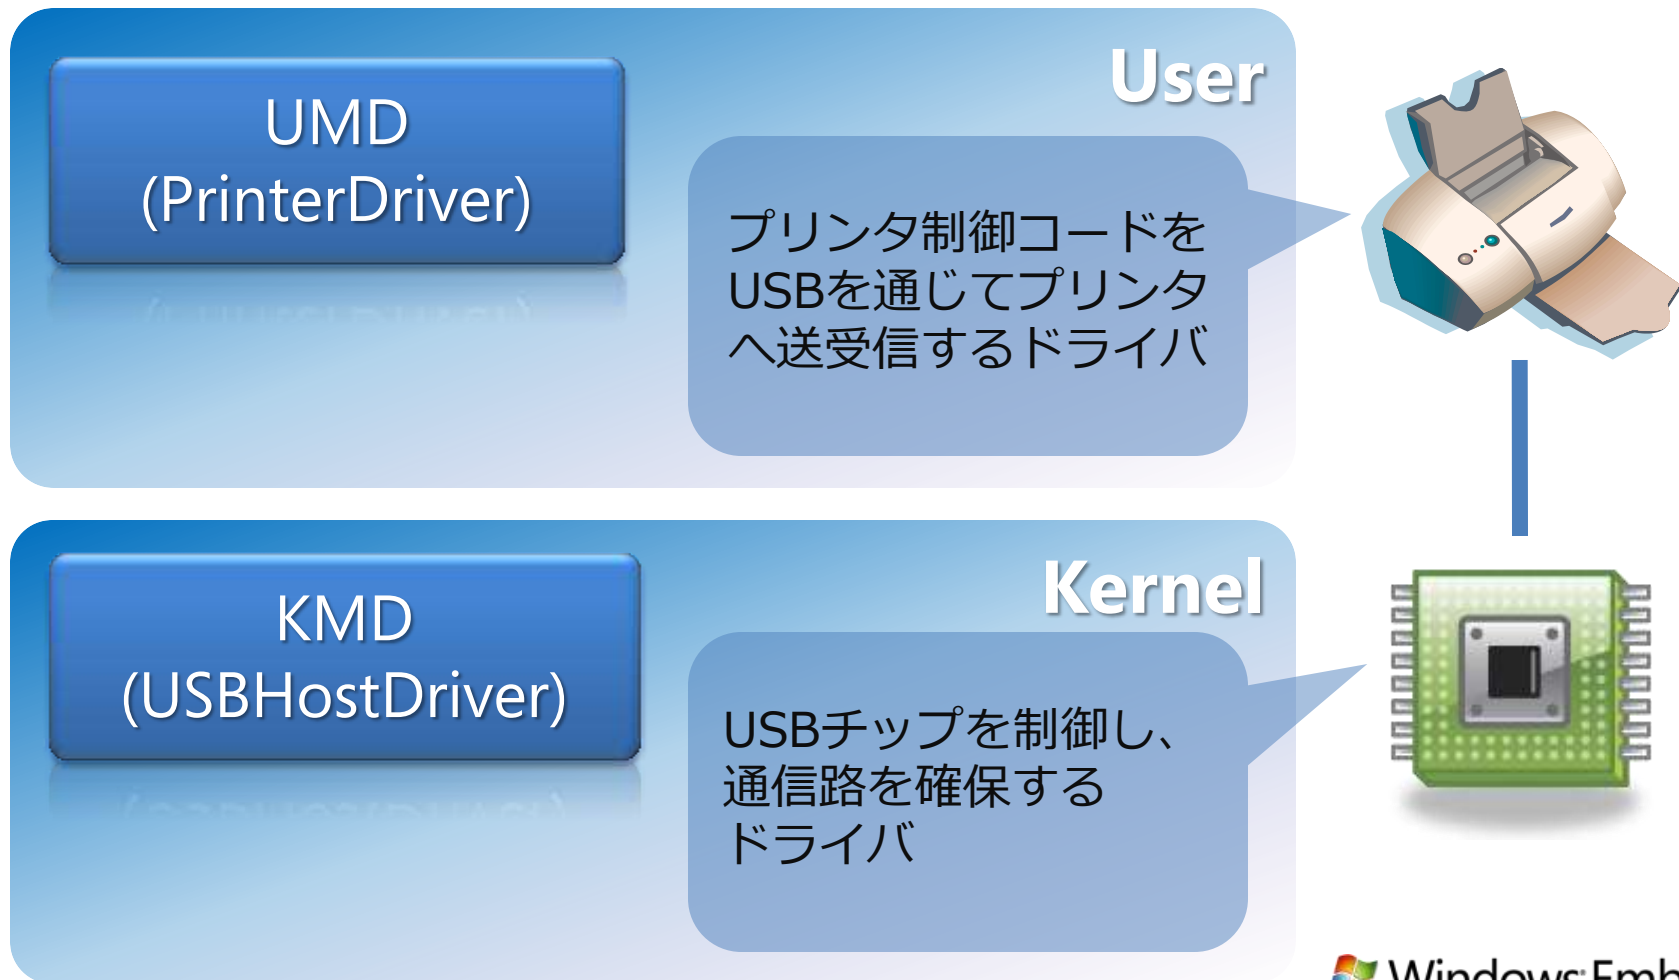 User
UMD
(PrinterDriver)
プリンタ制御コードを
USBを通じてプリンタ
へ送受信するドライバ
Kernel
KMD
(USBHostDriver)
USBチップを制御し、
通信路を確保する
ドライバ
Windows Emb